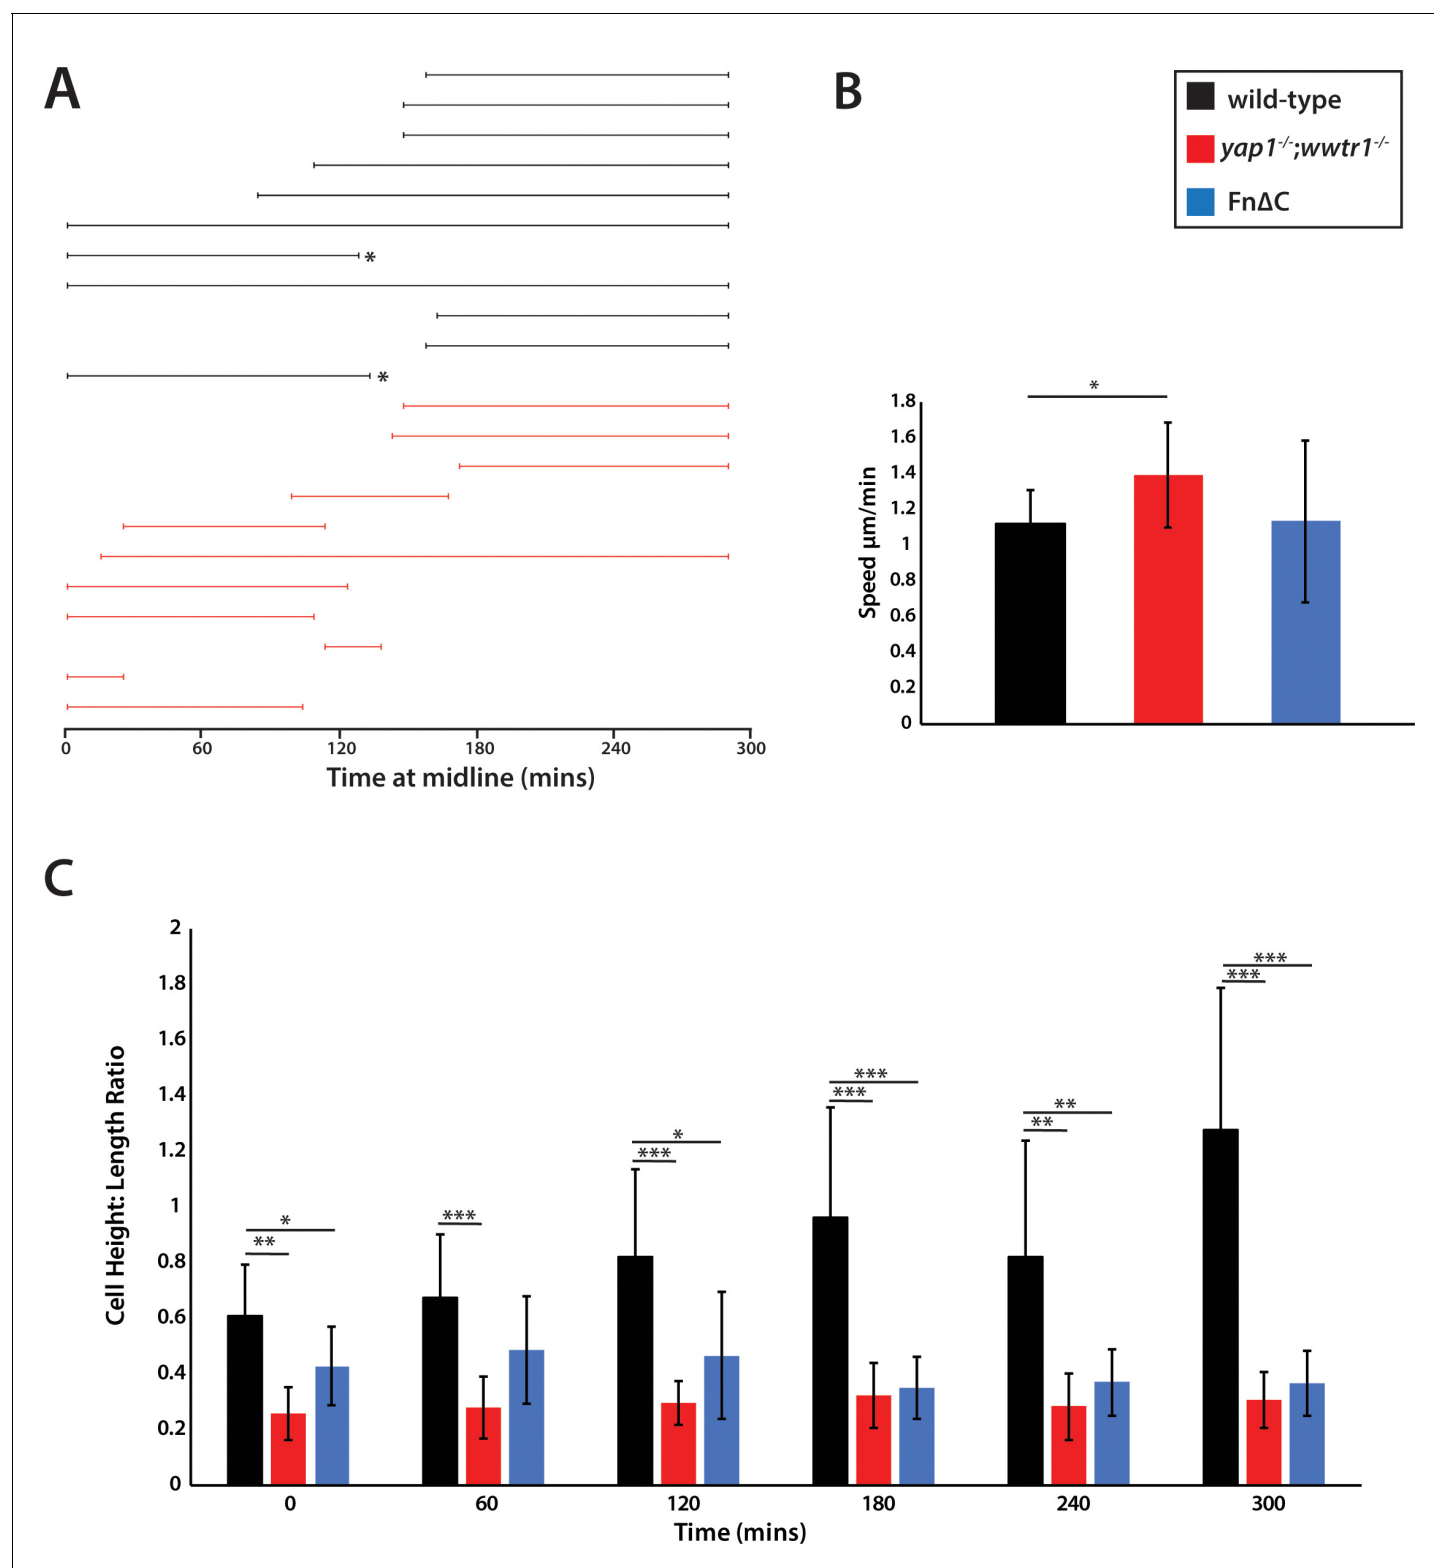 A
*
*
0 60 120 180 240 300
Time at midline (mins)
B
wild-type
yap1-/-;wwtr1-/-
FnΔC
*
1.8
1.6
1.4
1.2
1
0.8
0.6
0.4
0.2
0
Speed µm/min
C
2
1.8
1.6
1.4
1.2
1
0.8
0.6
0.4
0.2
0
Cell Height: Length Ratio
*
**
***
*
***
***
***
**
**
***
***
0 60 120 180 240 300
Time (mins)